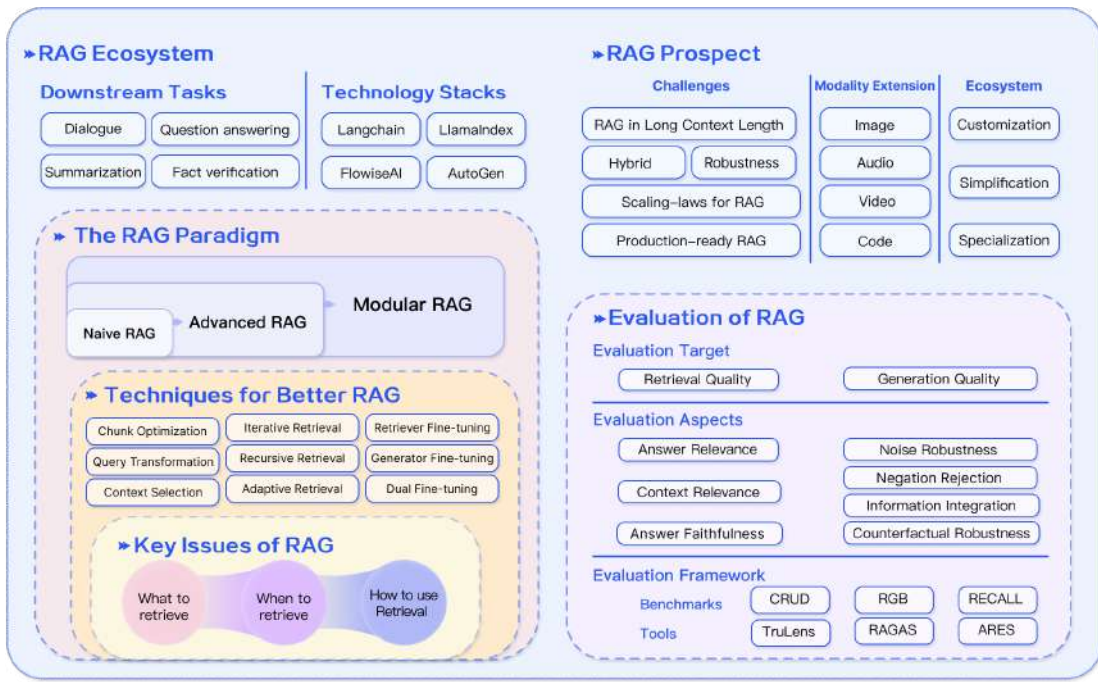 RAG Ecosystem
Downstream Tasks
Dialogue
Question answering
Summarization
Fact verification
Technology Stacks
Langchain
LlamaIndex
FlowiseAI
AutoGen
The RAG Paradigm
Naive RAG
Advanced RAG
Modular RAG
Techniques for Better RAG
Chunk Optimization
Iterative Retrieval
Retriever Fine-tuning
Query Transformation
Recursive Retrieval
Generator Fine-tuning
Context Selection
Adaptive Retrieval
Dual Fine-tuning
Key Issues of RAG
What to
retrieve
When to
retrieve
How to use
Retrieval
RAG Prospect
Challenges
RAG in Long Context Length
Hybrid
Robustness
Scaling-laws for RAG
Production-ready RAG
Modality Extension
Image
Audio
Video
Code
Ecosystem
Customization
Simplification
Specialization
Evaluation of RAG
Evaluation Target
Retrieval Quality
Generation Quality
Evaluation Aspects
Answer Relevance
Context Relevance
Answer Faithfulness
Noise Robustness
Negation Rejection
Information Integration
Counterfactual Robustness
Evaluation Framework
Benchmarks
CRUD
RGB
RECALL
Tools
TruLens
RAGAS
ARES